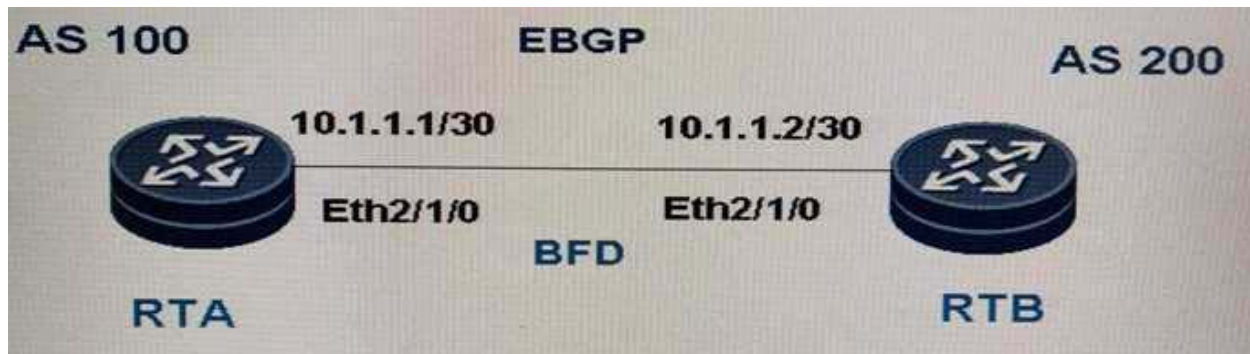 AS 100
EBGP
AS 200
10.1.1.1/30
10.1.1.2/30
Eth2/1/0
Eth2/1/0
BFD
RTA
RTB